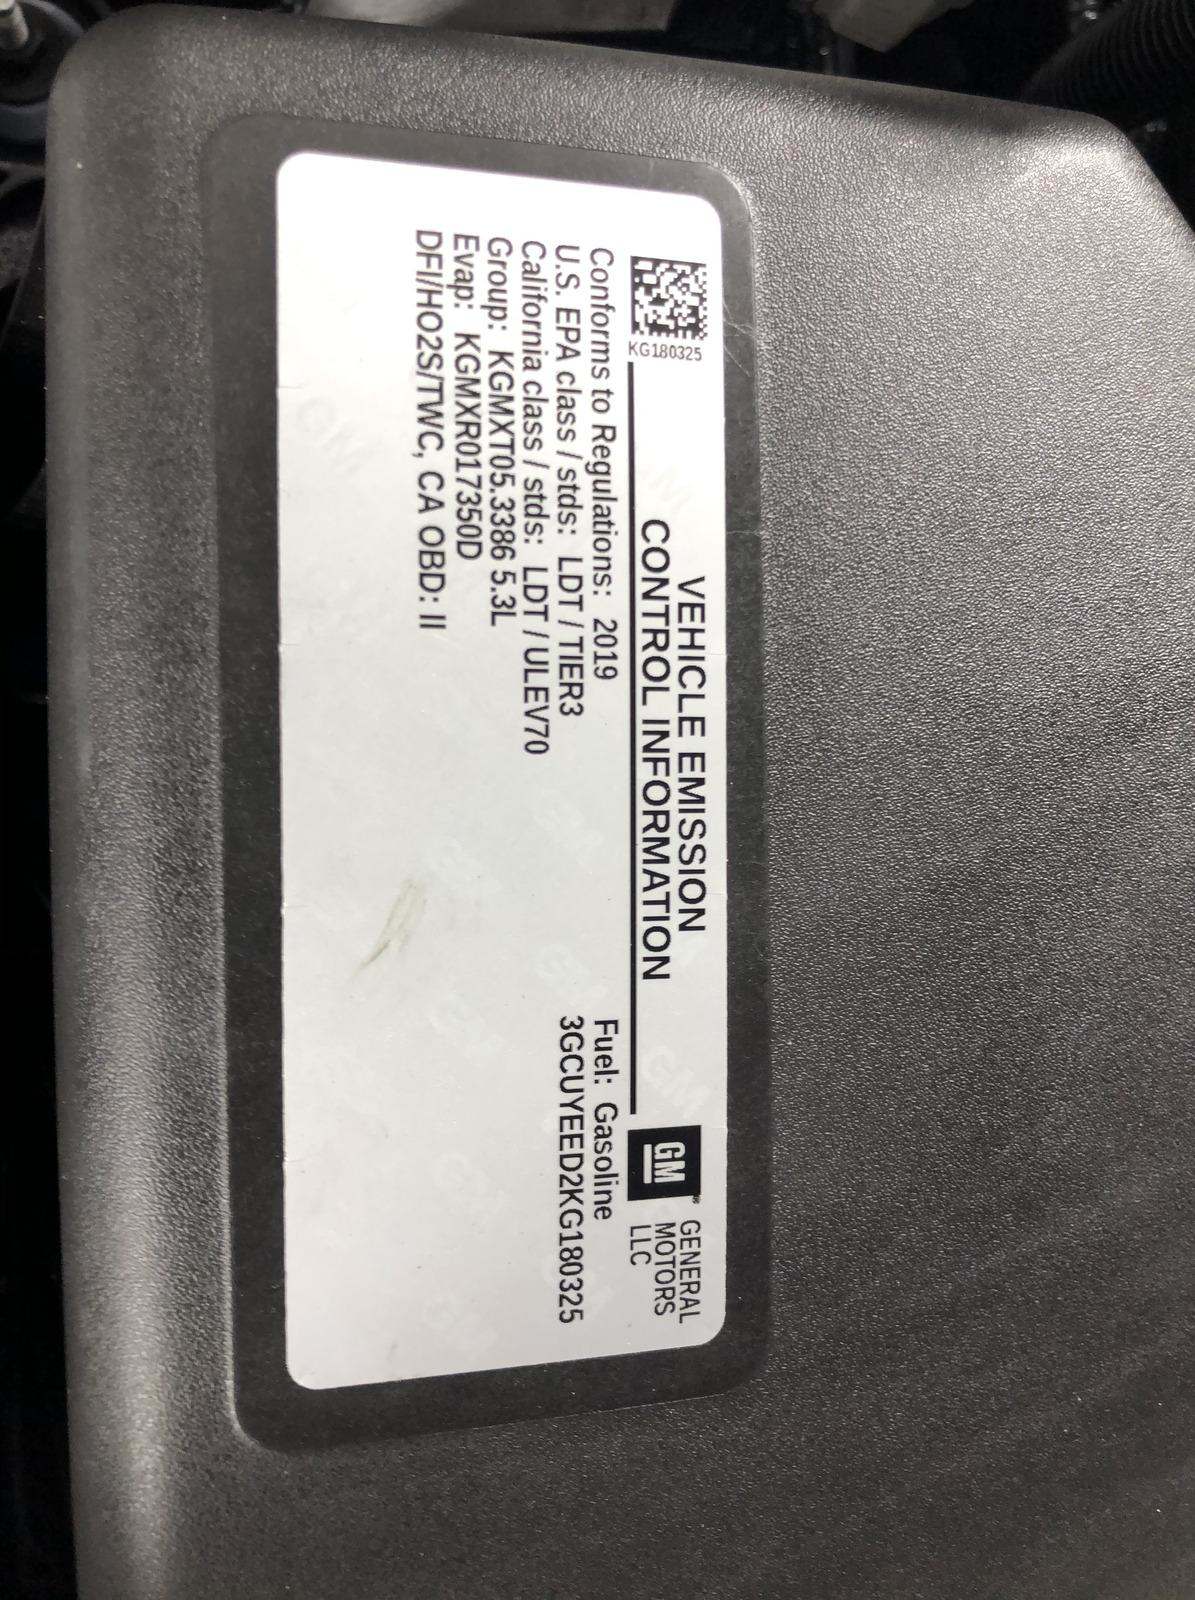 KG180325
VEHICLE EMISSION
CONTROL INFORMATION
GM
GENERAL
MOTORS
LLC
Conforms to Regulations: 2019
U.S. EPA class / stds: LDT / TIER3
California class / stds: LDT / ULEV70
Group: KGMXT05.3386 5.3L
Evap: KGMXR017350D
DFI/HO2S/TWC, CA OBD: II
Fuel: Gasoline
3GCUYEED2KG180325